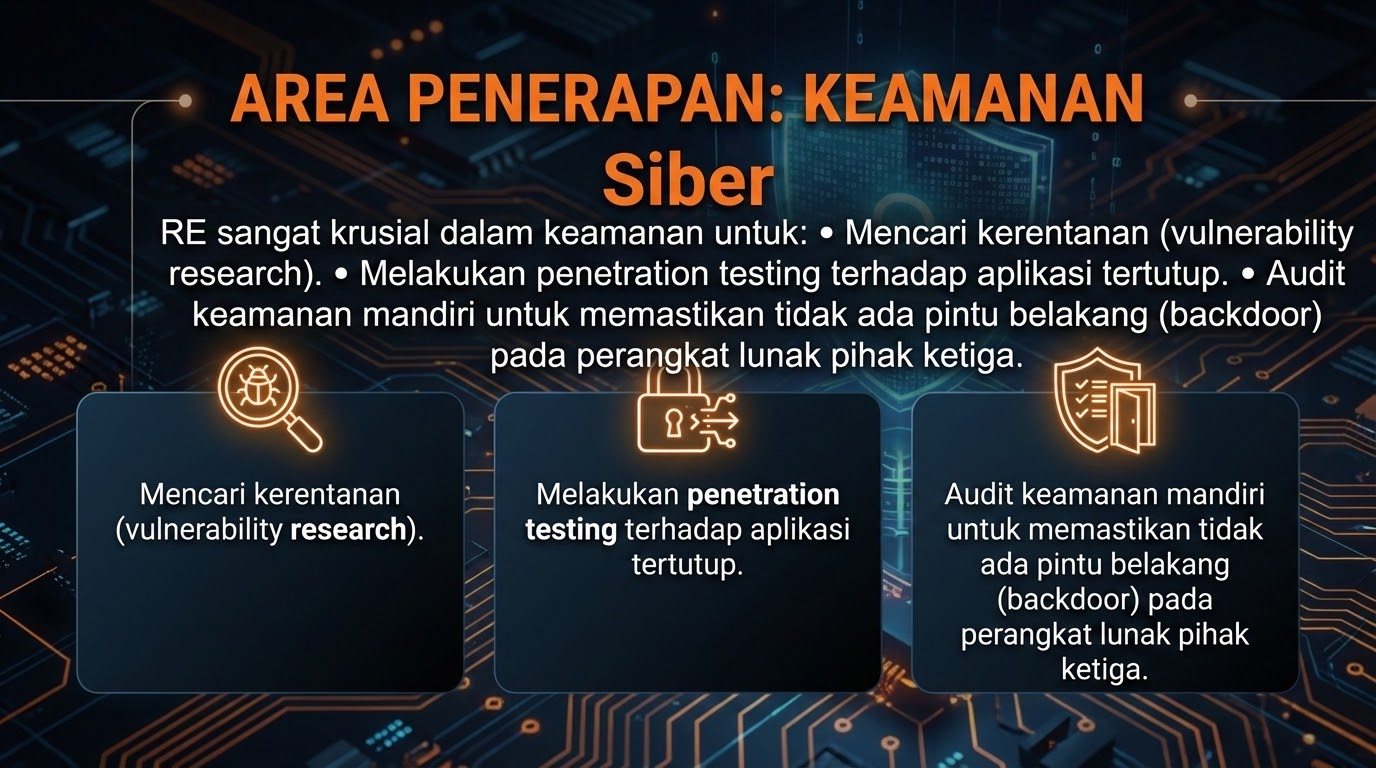 AREA PENERAPAN: KEAMANAN
Siber
RE sangat krusial dalam keamanan untuk: • Mencari kerentanan (vulnerability
research). • Melakukan penetration testing terhadap aplikasi tertutup. • Audit
keamanan mandiri untuk memastikan tidak ada pintu belakang (backdoor)
pada perangkat lunak pihak ketiga.
Mencari kerentanan
(vulnerability research).
Melakukan penetration
testing terhadap aplikasi
tertutup.
Audit keamanan mandiri
untuk memastikan tidak
ada pintu belakang
(backdoor) pada
perangkat lunak pihak
ketiga.